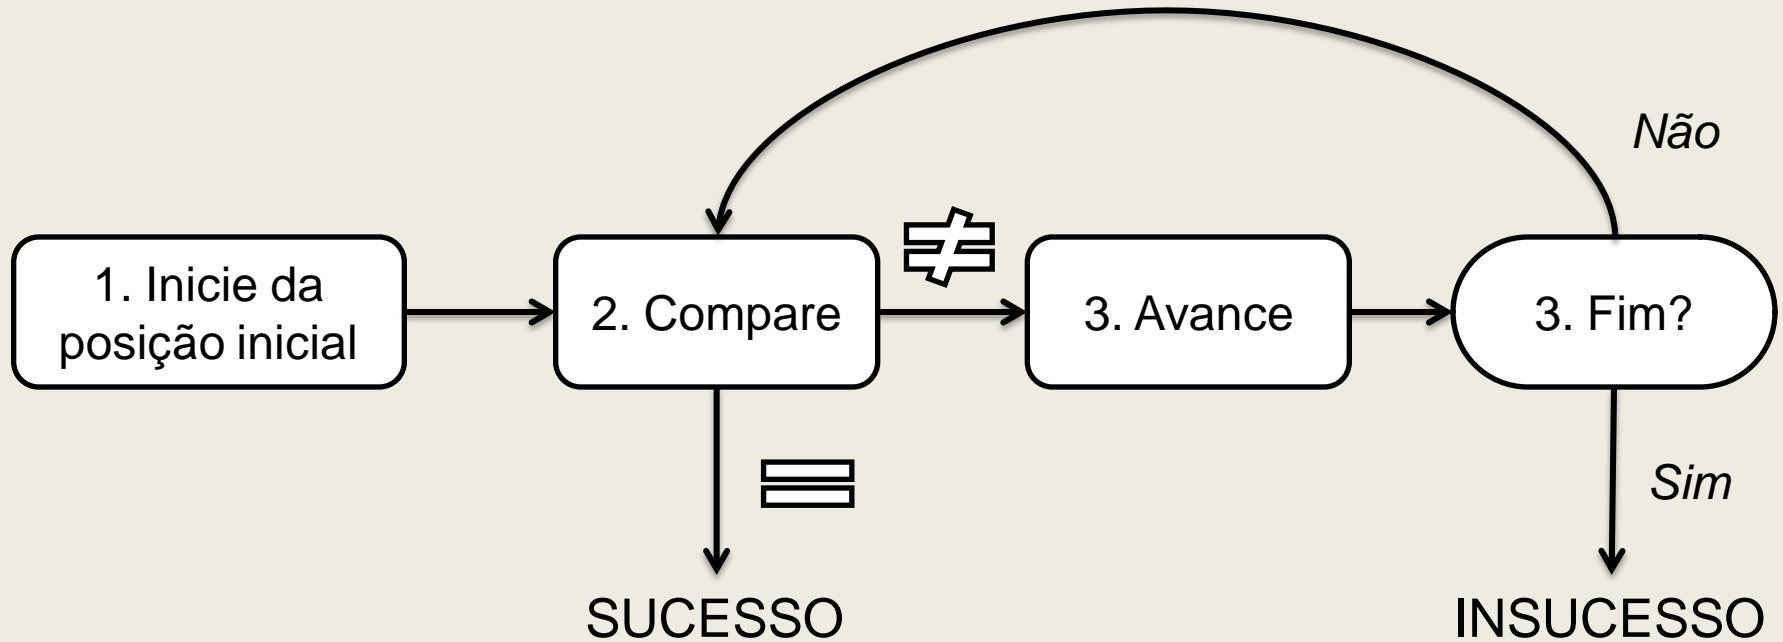 Não
1. Inicie da
posição inicial
2. Compare
≠
3. Avance
3. Fim?
=
Sim
SUCESSO
INSUCESSO